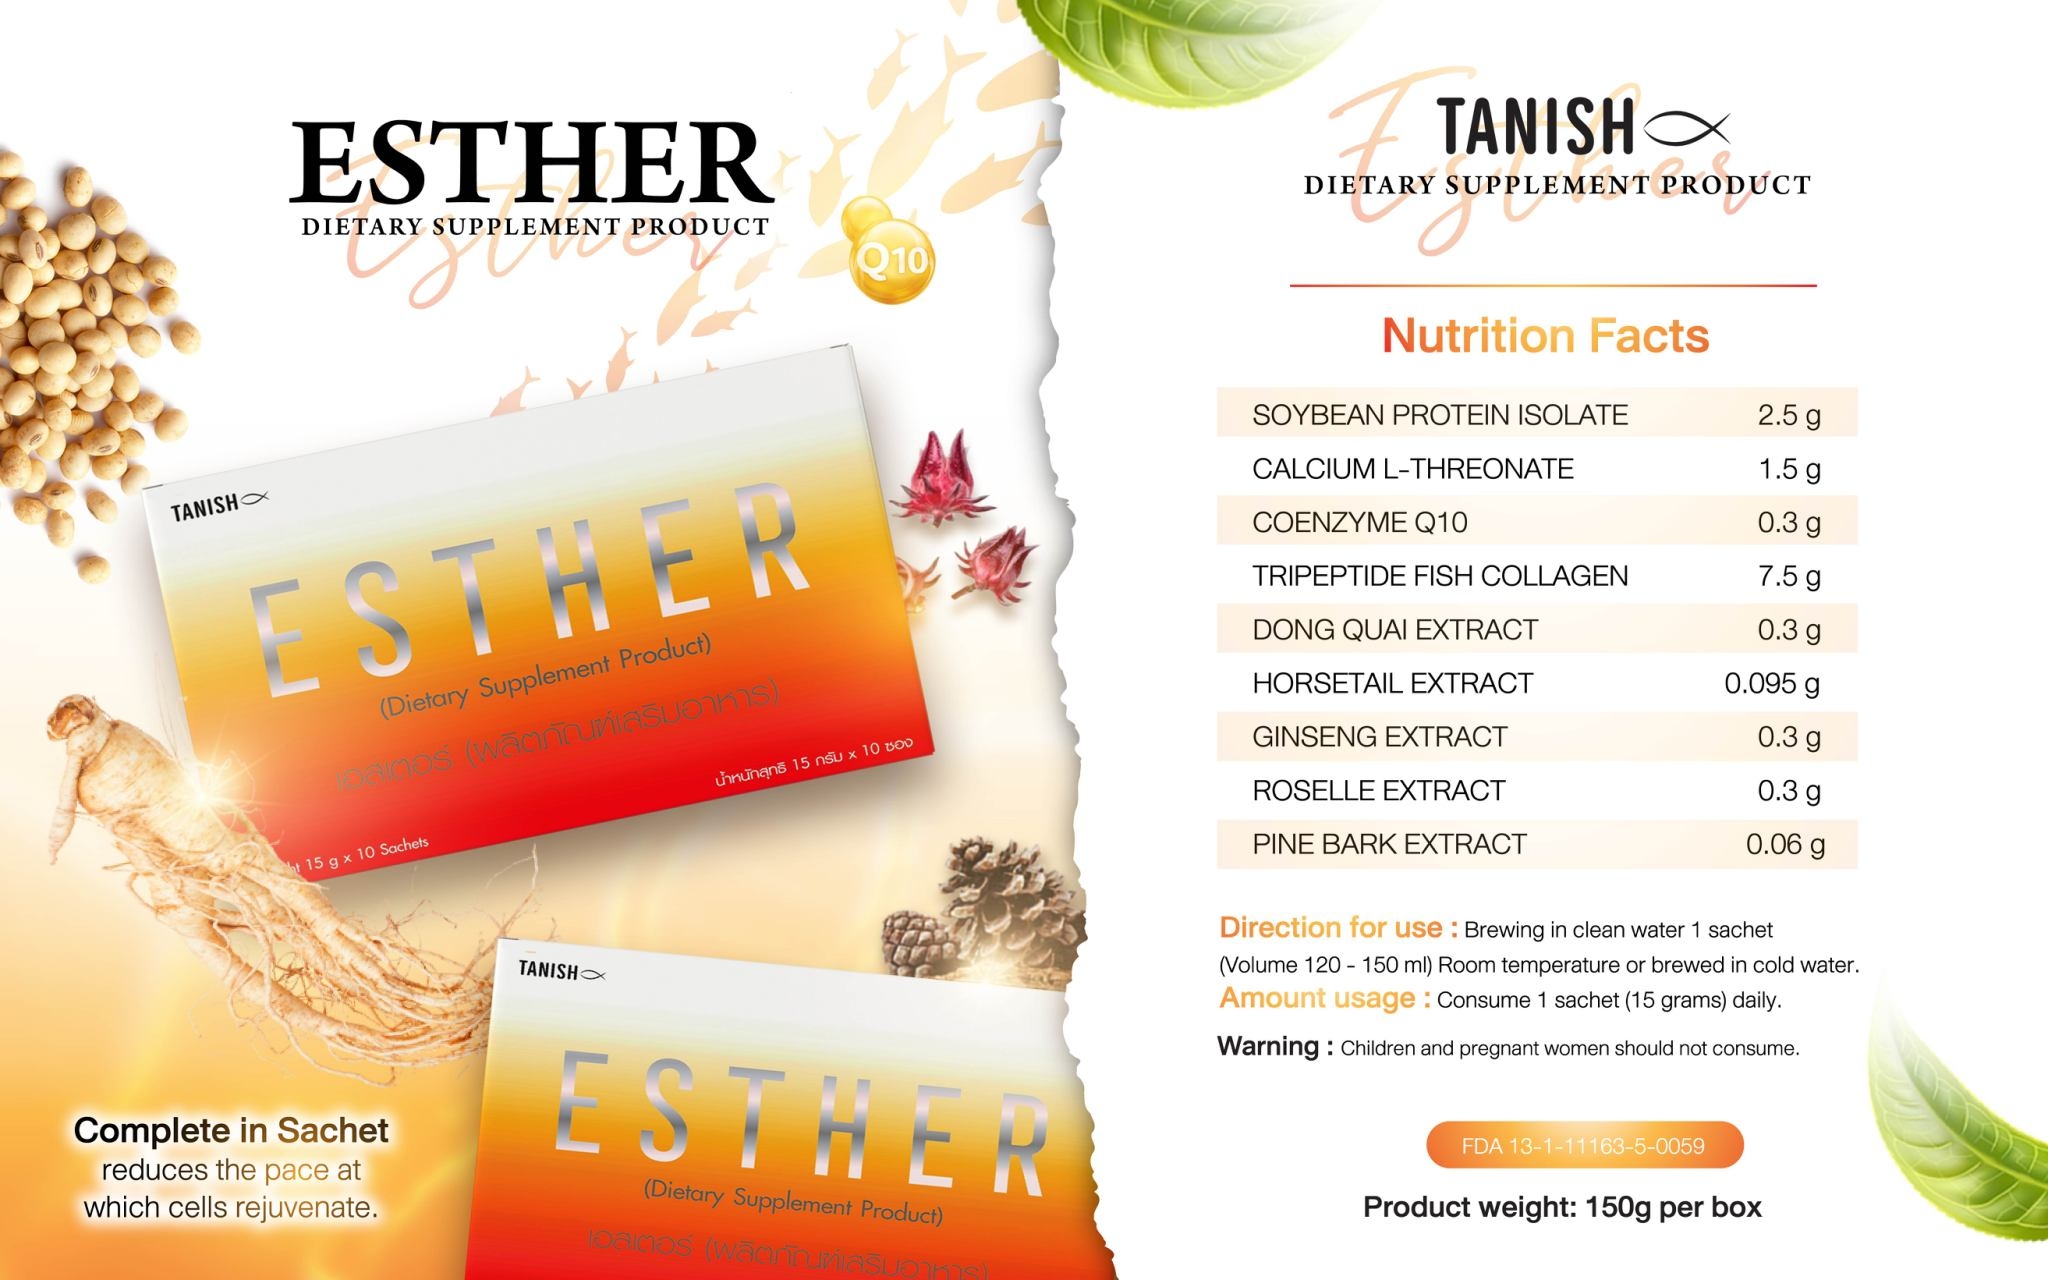 ESTHER
Esther
DIETARY SUPPLEMENT PRODUCT
Q10
TANISH
ESTHER
(Dietary Supplement Product)
เอสเตอร์ (ผลิตภัณฑ์เสริมอาหาร)
น้ำหนักสุทธิ 15 กรัม x 10 ซอง
15 g x 10 Sachets
TANISH
ESTHER
(Dietary Supplement Product)
เอสเตอร์ (ผลิตภัณฑ์เสริมอาหาร)
Complete in Sachet
reduces the pace at
which cells rejuvenate.
TANISH
Esther
DIETARY SUPPLEMENT PRODUCT
Nutrition Facts
SOYBEAN PROTEIN ISOLATE 2.5 g
CALCIUM L-THREONATE 1.5 g
COENZYME Q10 0.3 g
TRIPEPTIDE FISH COLLAGEN 7.5 g
DONG QUAI EXTRACT 0.3 g
HORSETAIL EXTRACT 0.095 g
GINSENG EXTRACT 0.3 g
ROSELLE EXTRACT 0.3 g
PINE BARK EXTRACT 0.06 g
Direction for use : Brewing in clean water 1 sachet
(Volume 120 - 150 ml) Room temperature or brewed in cold water.
Amount usage : Consume 1 sachet (15 grams) daily.
Warning : Children and pregnant women should not consume.
FDA 13-1-11163-5-0059
Product weight: 150g per box